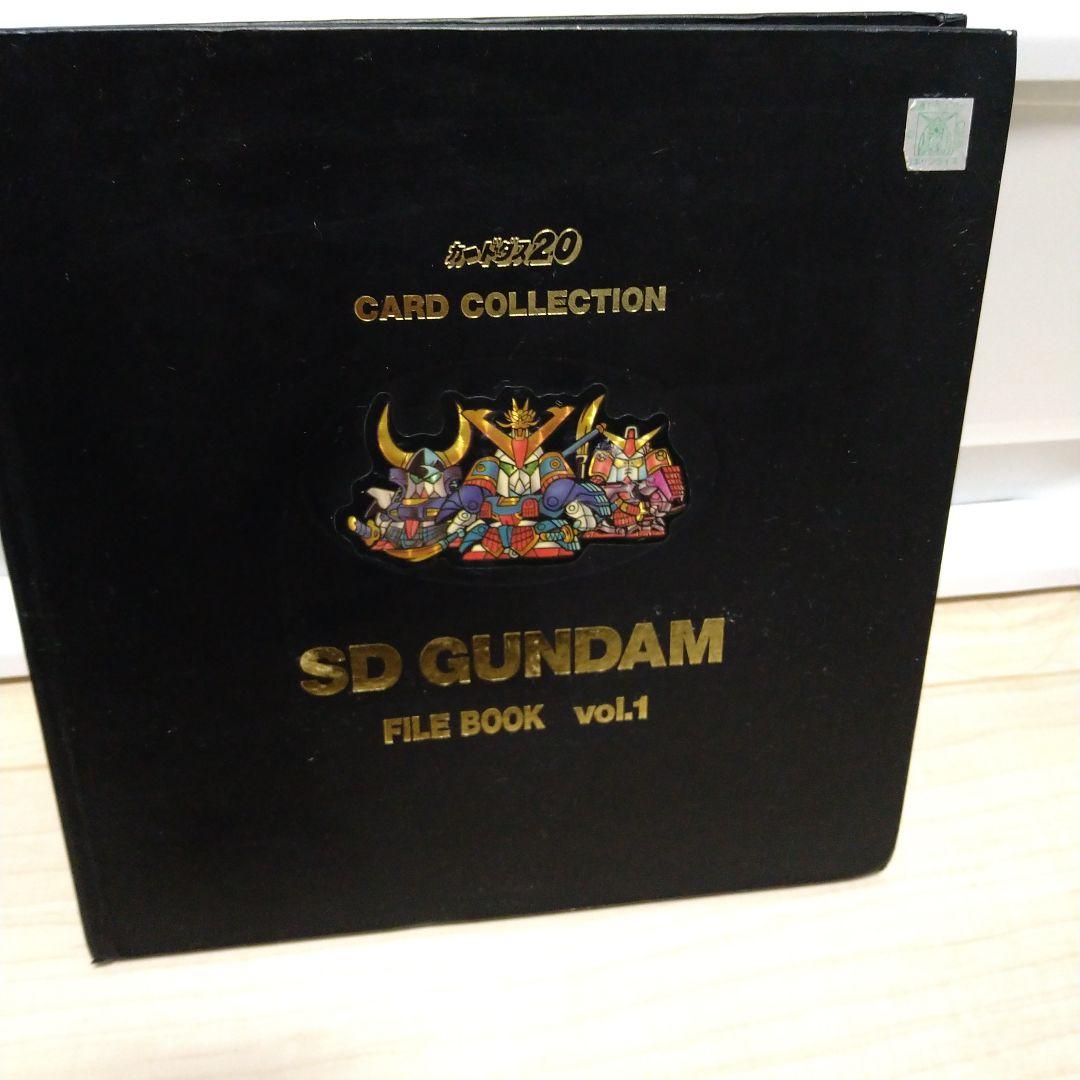 カードダス20
CARD COLLECTION
SD GUNDAM
FILE BOOK vol.1